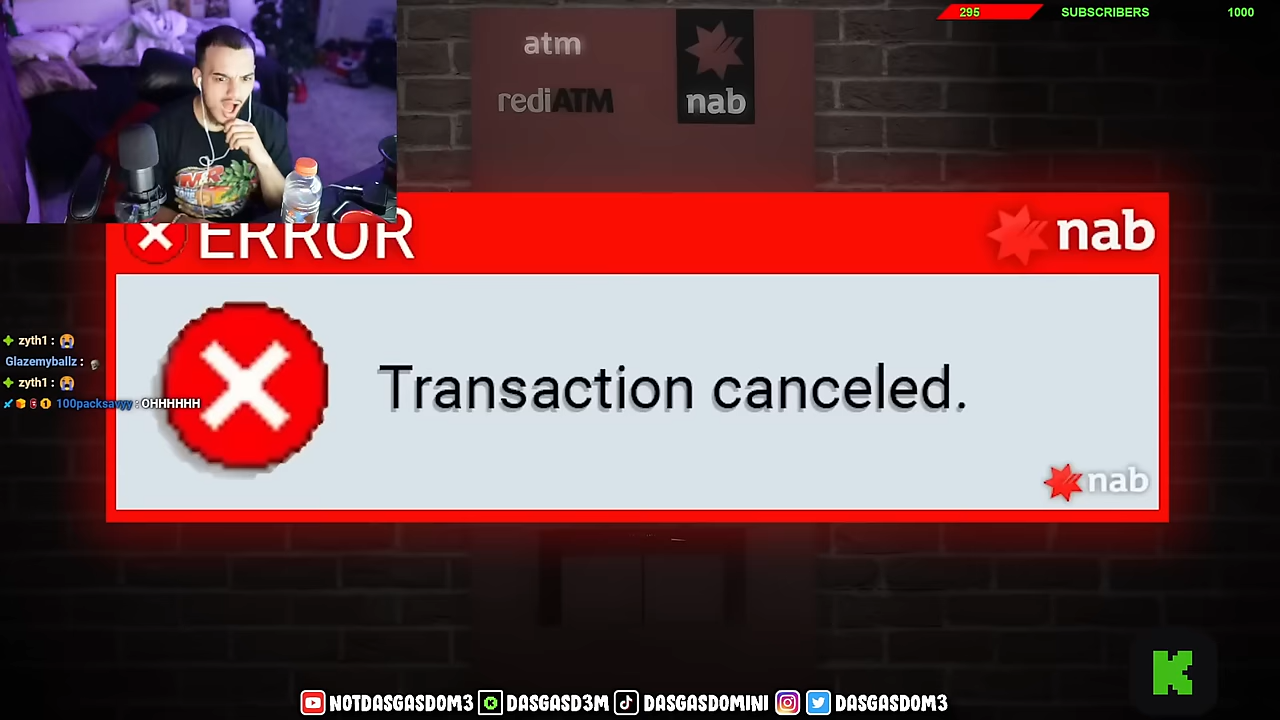 295 SUBSCRIBERS 1000
atm
rediATM
nab
ERROR
nab
zyth1 :
Glazemyballz :
zyth1 :
100packsavyy : OHHHHHH
Transaction canceled.
nab
K
NOTDASGASDOM3 DASGASD3M DASGASDOMINI DASGASDOM3